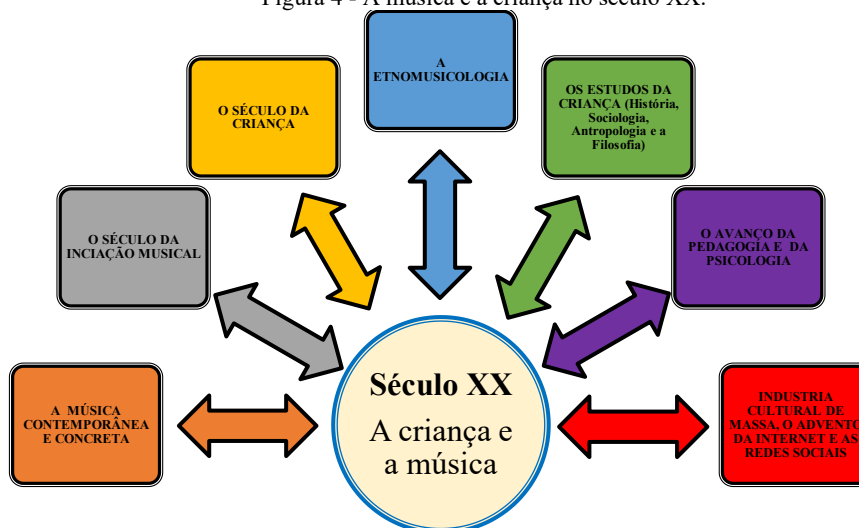 Figura 4 - A música e a criança no século XX.
A
ETNOMUSICOLOGIA
O SÉCULO DA
CRIANÇA
OS ESTUDOS DA
CRIANÇA (História,
Sociologia,
Antropologia e a
Filosofia)
O SÉCULO DA
INCIAÇÃO MUSICAL
O AVANÇO DA
PEDAGOGIA E DA
PSICOLOGIA
A MÚSICA
CONTEMPORÂNEA
E CONCRETA
Século XX
A criança e
a música
INDUSTRIA
CULTURAL DE
MASSA, O ADVENTO
DA INTERNET E AS
REDES SOCIAIS